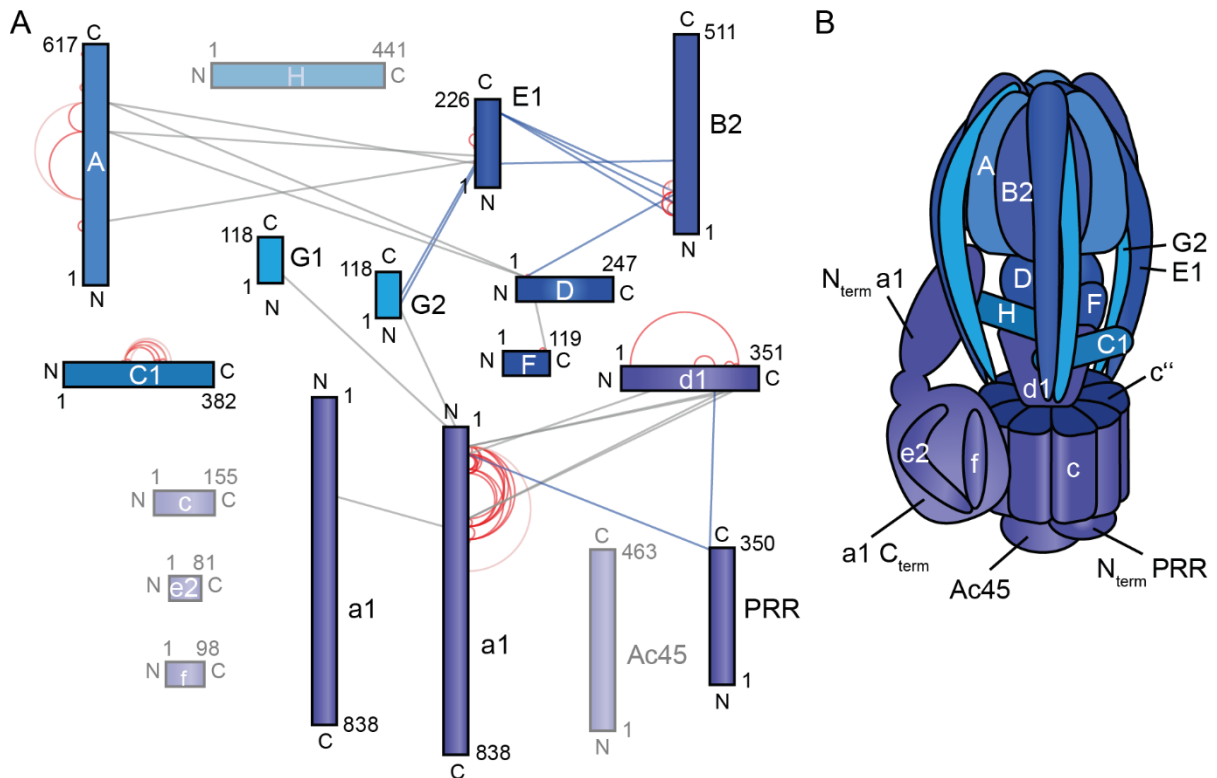 A
C
617
A
1
N
1
441
N
H
C
C
E1
226
1
N
C
511
B2
1
N
C
118
G1
1
N
C
118
G2
1
N
1
247
N
D
C
1
119
N
F
C
1
351
N
d1
C
N
C1
C
1
382
1
155
N
c
C
1
81
N
e2
C
1
98
N
f
C
N
1
a1
838
C
N
1
a1
838
C
C
463
Ac45
1
N
C
350
PRR
1
N
B
A
B2
G2
E1
Nterm a1
D
H
F
C1
d1
c“
e2
f
c
a1 Cterm
Ac45
Nterm PRR